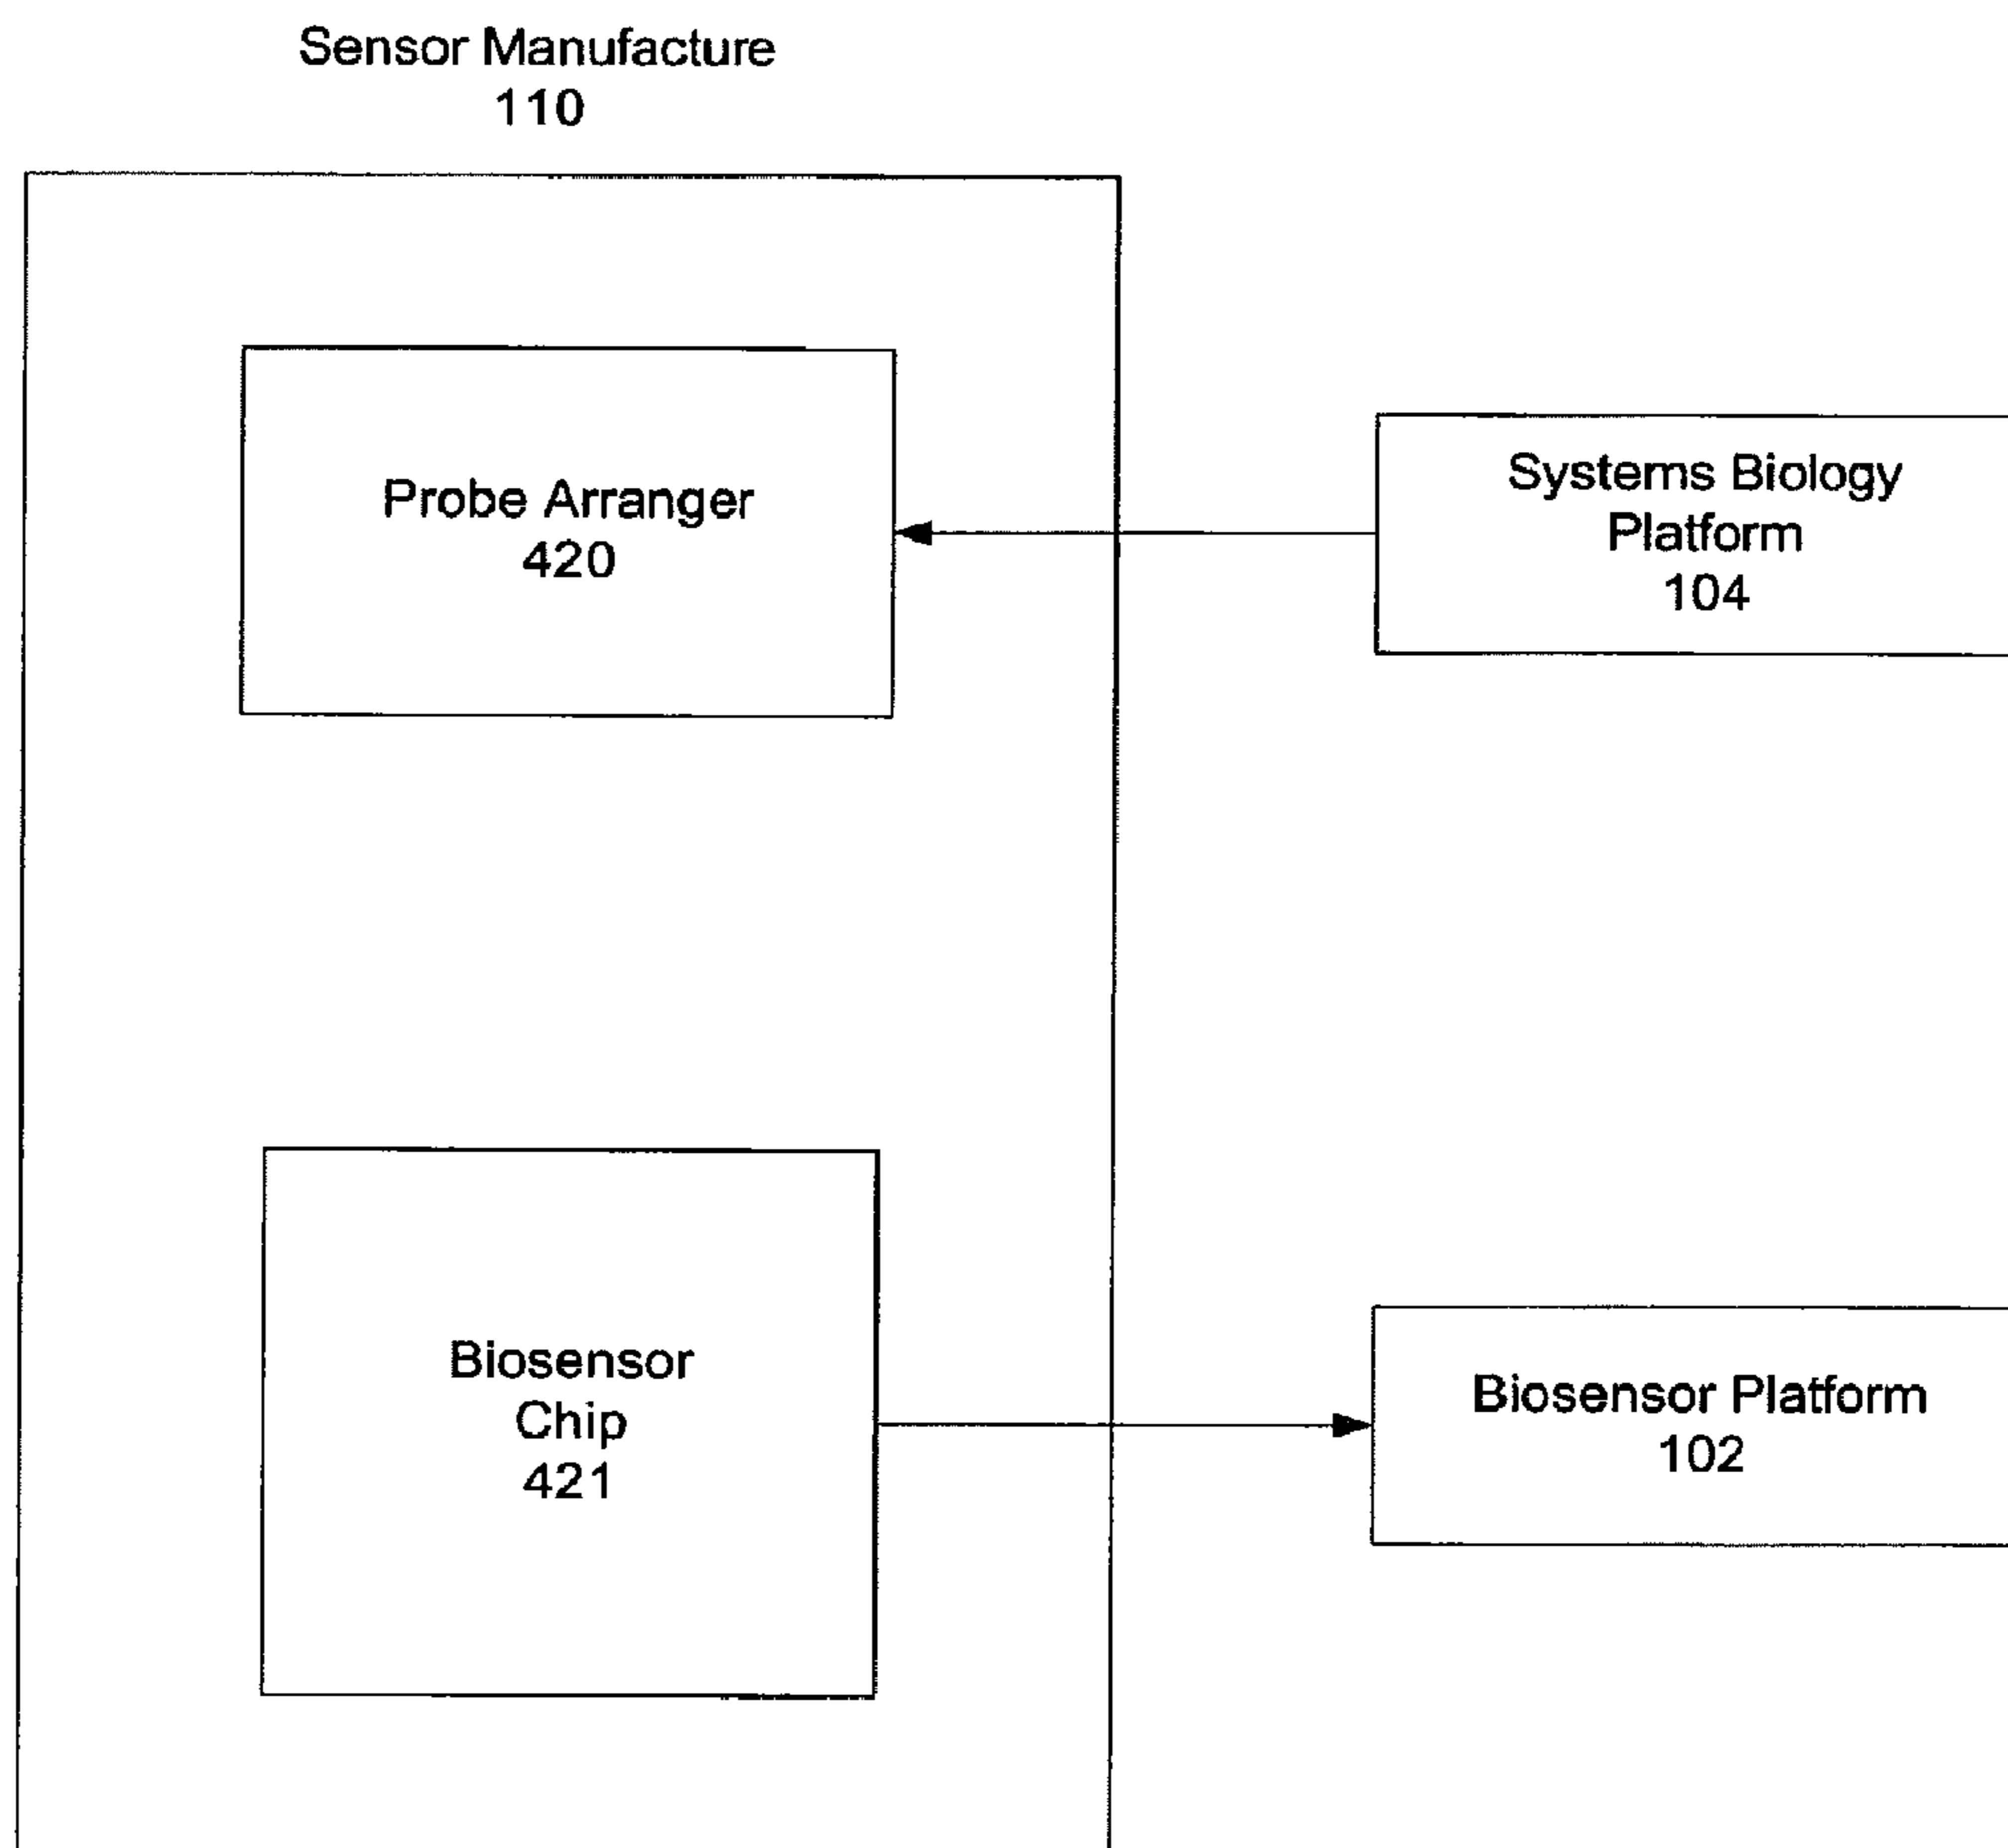 Sensor Manufacture
110
Probe Arranger
420
Systems Biology
Platform
104
Biosensor
Chip
421
Biosensor Platform
102